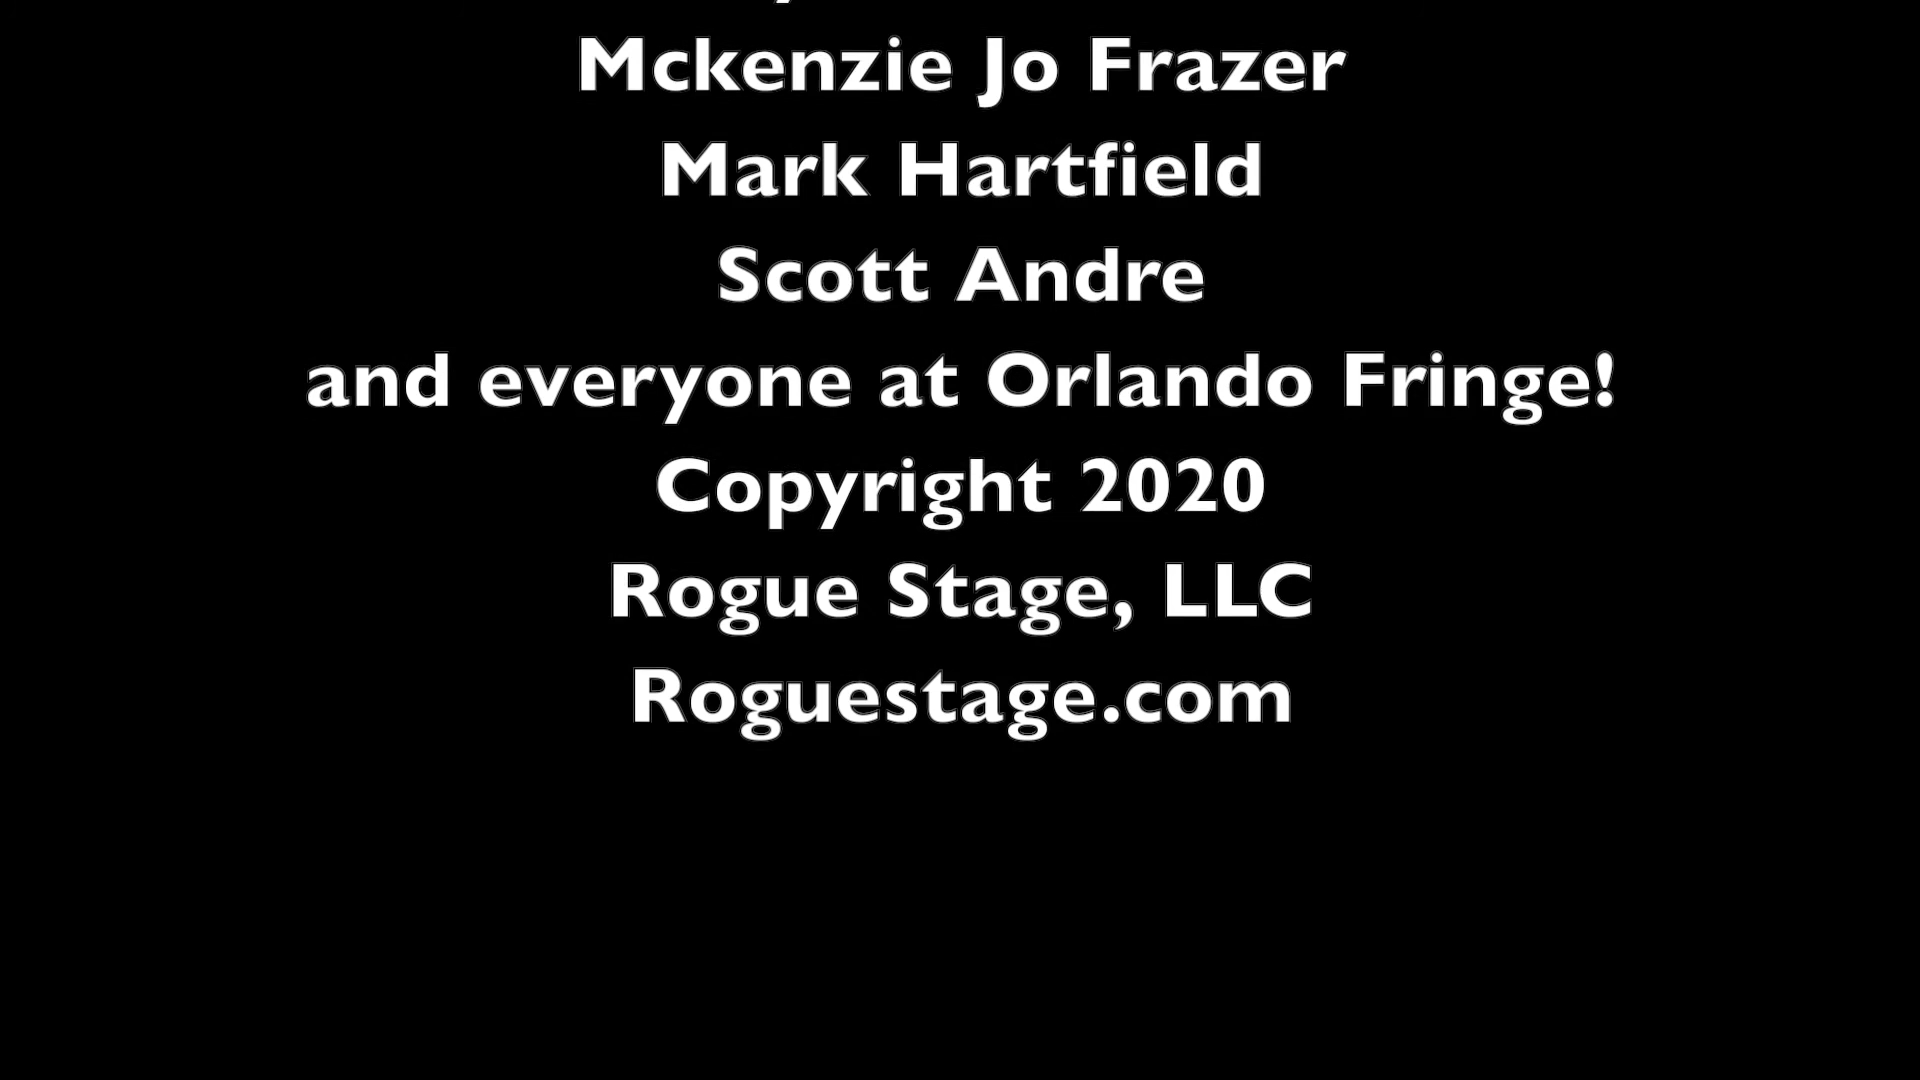 Mckenzie Jo Frazer
Mark Hartfield
Scott Andre
and everyone at Orlando Fringe!
Copyright 2020
Rogue Stage, LLC
Roguestage.com